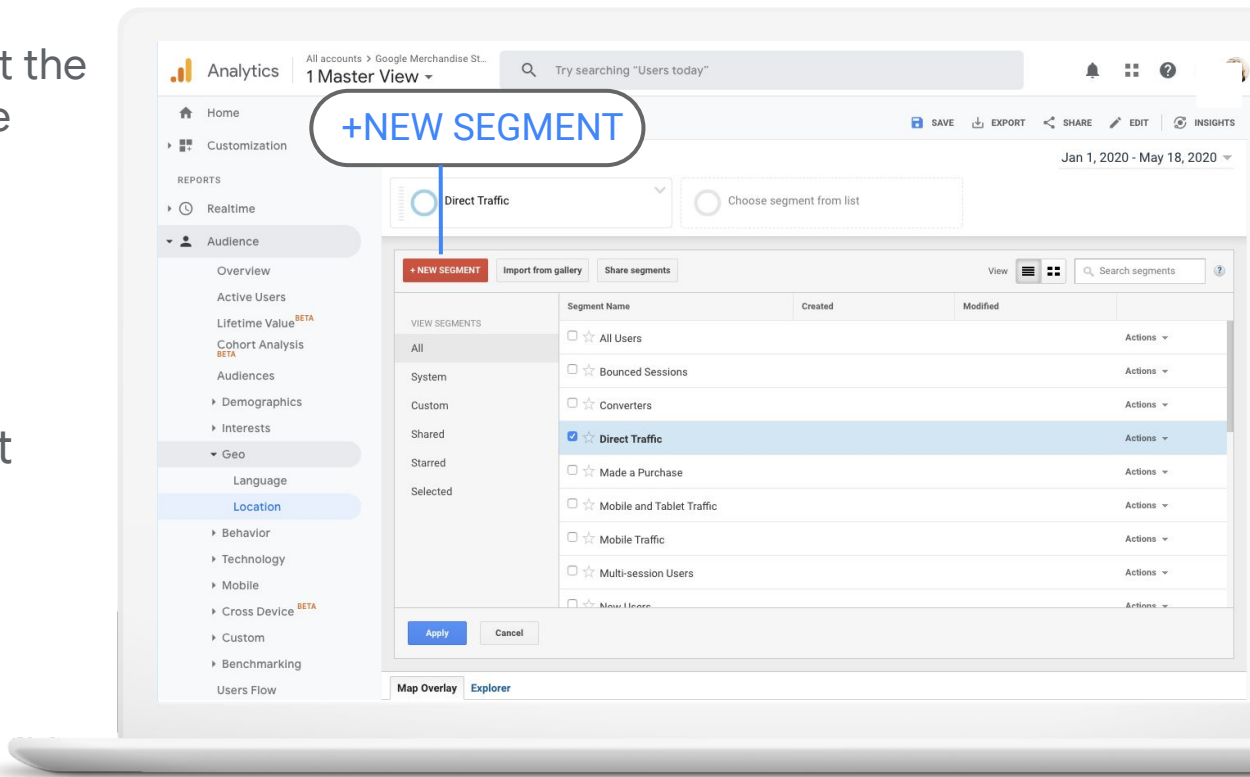 t the
e
t
Analytics
All accounts > Google Merchandise St...
1 Master View
Try searching "Users today"
+NEW SEGMENT
Home
Customization
REPORTS
Realtime
Audience
Overview
Active Users
Lifetime Value BETA
Cohort Analysis
BETA
Audiences
Demographics
Interests
Geo
Language
Location
Behavior
Technology
Mobile
Cross Device BETA
Custom
Benchmarking
Users Flow
SAVE EXPORT SHARE EDIT INSIGHTS
Jan 1, 2020 - May 18, 2020
Direct Traffic
Choose segment from list
+ NEW SEGMENT Import from gallery Share segments View Search segments ?
VIEW SEGMENTS
All
System
Custom
Shared
Starred
Selected
Segment Name Created Modified
All Users Actions
Bounced Sessions Actions
Converters Actions
Direct Traffic Actions
Made a Purchase Actions
Mobile and Tablet Traffic Actions
Mobile Traffic Actions
Multi-session Users Actions
New Users Actions
Apply Cancel
Map Overlay Explorer